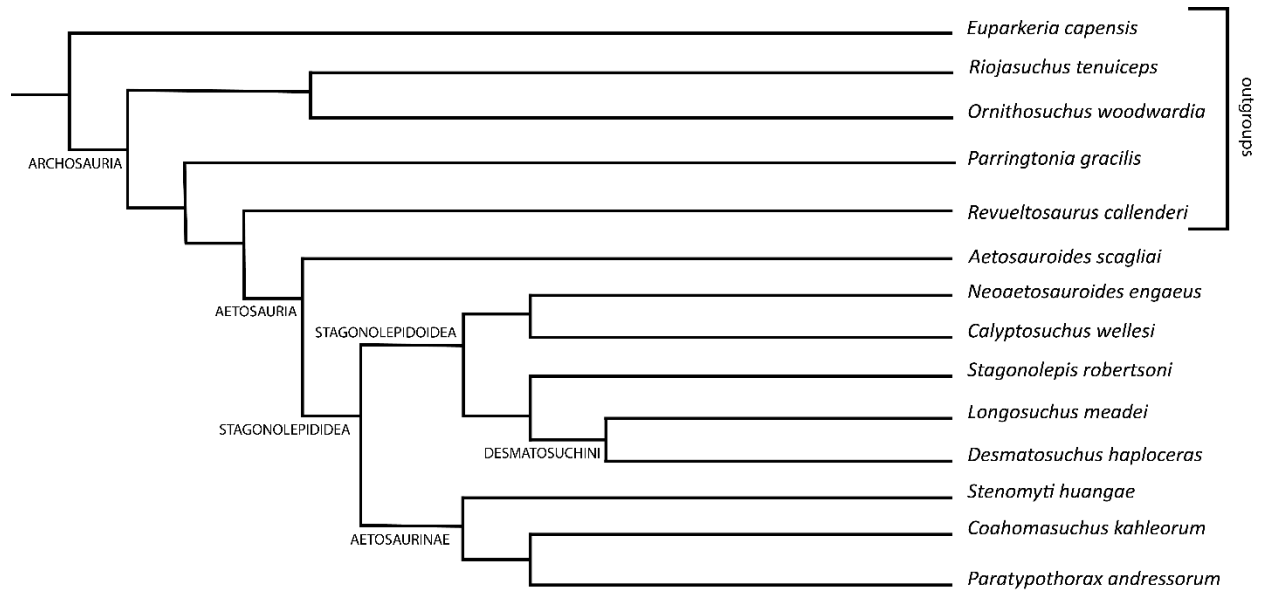 Euparkeria capensis
Riojasuchus tenuiceps
Ornithosuchus woodwardia
outgroups
ARCHOSAURIA
Parringtonia gracilis
Revueltosaurus callenderi
Aetosauroides scagliai
AETOSAURIA
Neoaetosauroides engaeus
STAGONOLEPIDOIDEA
Calyptosuchus wellesi
Stagonolepis robertsoni
Longosuchus meadei
STAGONOLEPIDIDEA
DESMATOSUCHINI
Desmatosuchus haploceras
Stenomyti huangae
Coahomasuchus kahleorum
AETOSAURINAE
Paratypothorax andressorum